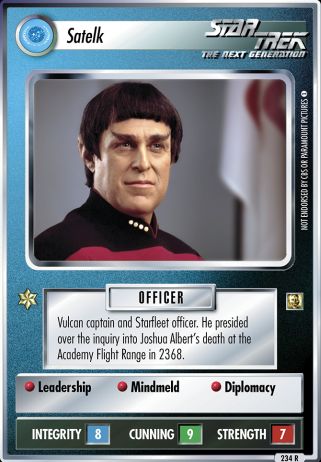 Satelk
STAR TREK
THE NEXT GENERATION
NOT ENDORSED BY CBS OR PARAMOUNT PICTURES
OFFICER
Vulcan captain and Starfleet officer. He presided
over the inquiry into Joshua Albert's death at the
Academy Flight Range in 2368.
Leadership Mindmeld Diplomacy
INTEGRITY 8 CUNNING 9 STRENGTH 7
234 R